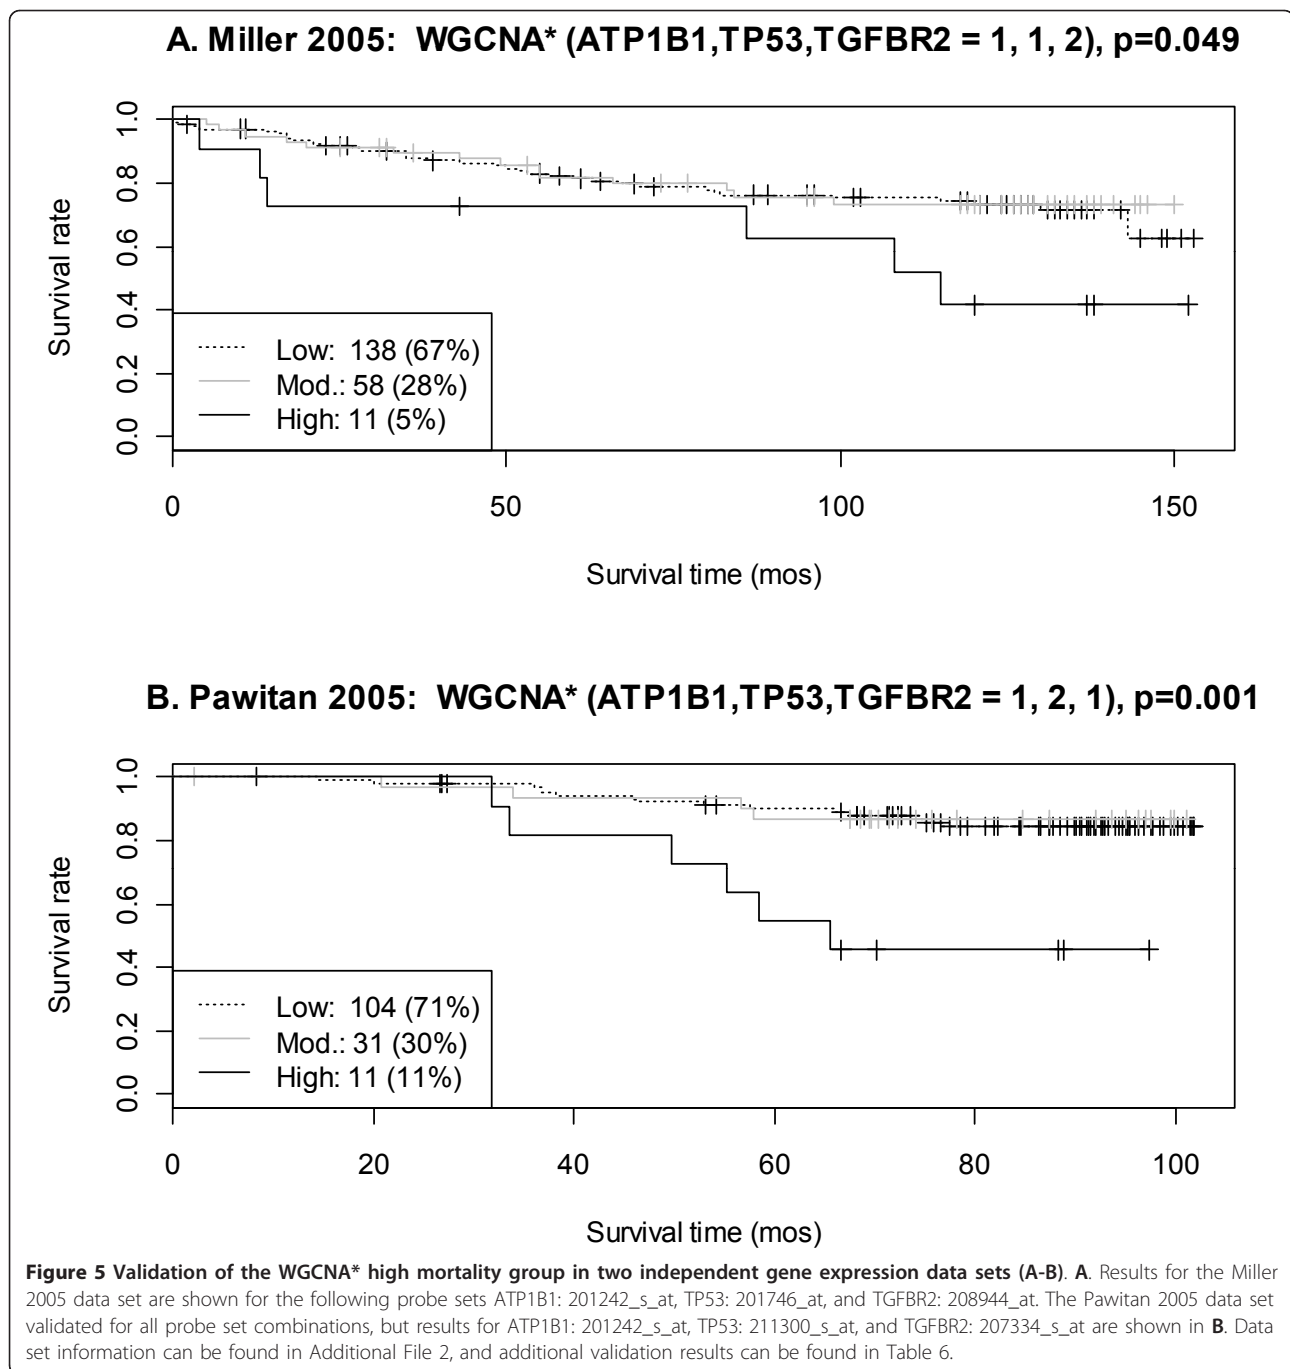 A. Miller 2005:  WGCNA* (ATP1B1,TP53,TGFBR2 = 1, 1, 2), p=0.049
Survival rate
1.0
0.8
0.6
0.4
0.2
0.0
Low: 138 (67%)
Mod.: 58 (28%)
High: 11 (5%)
0 50 100 150
Survival time (mos)
B. Pawitan 2005:  WGCNA* (ATP1B1,TP53,TGFBR2 = 1, 2, 1), p=0.001
Survival rate
1.0
0.8
0.6
0.4
0.2
0.0
Low: 104 (71%)
Mod.: 31 (30%)
High: 11 (11%)
0 20 40 60 80 100
Survival time (mos)
Figure 5 Validation of the WGCNA* high mortality group in two independent gene expression data sets (A-B). A. Results for the Miller
2005 data set are shown for the following probe sets ATP1B1: 201242_s_at, TP53: 201746_at, and TGFBR2: 208944_at. The Pawitan 2005 data set
validated for all probe set combinations, but results for ATP1B1: 201242_s_at, TP53: 211300_s_at, and TGFBR2: 207334_s_at are shown in B. Data
set information can be found in Additional File 2, and additional validation results can be found in Table 6.